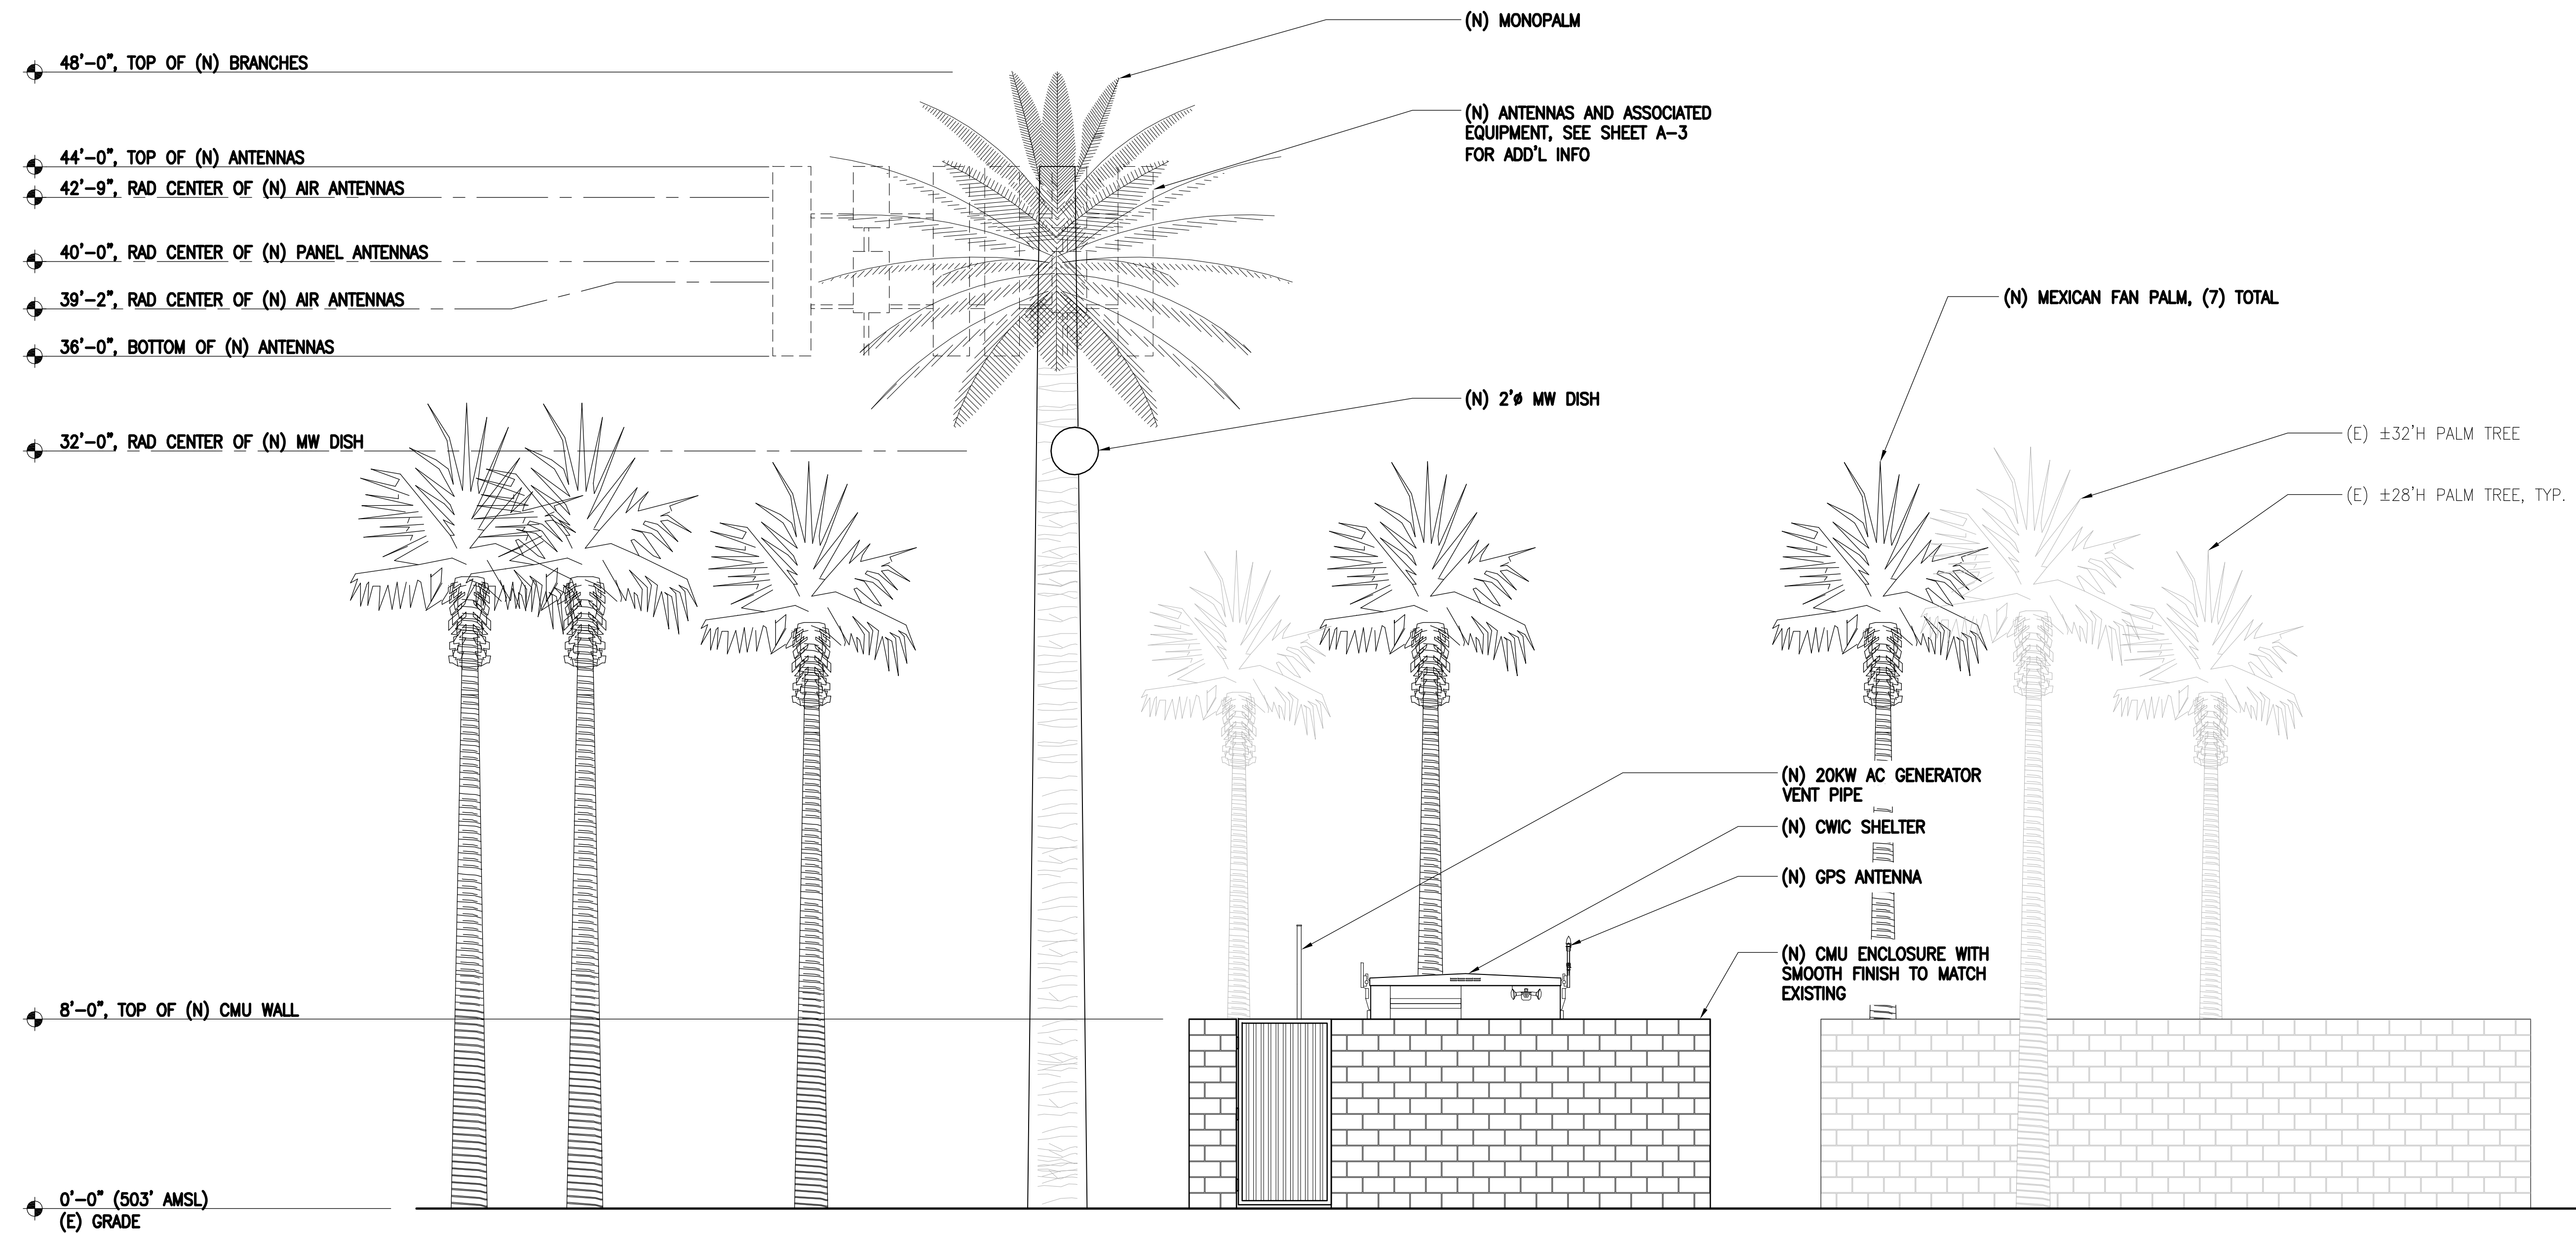 (N) MONOPALM
48'-0", TOP OF (N) BRANCHES
(N) ANTENNAS AND ASSOCIATED
EQUIPMENT, SEE SHEET A-3
FOR ADD'L INFO
44'-0", TOP OF (N) ANTENNAS
42'-9", RAD CENTER OF (N) AIR ANTENNAS
40'-0", RAD CENTER OF (N) PANEL ANTENNAS
39'-2", RAD CENTER OF (N) AIR ANTENNAS
(N) MEXICAN FAN PALM, (7) TOTAL
36'-0", BOTTOM OF (N) ANTENNAS
(N) 2'ø MW DISH
32'-0", RAD CENTER OF (N) MW DISH
(E) ±32'H PALM TREE
(E) ±28'H PALM TREE, TYP.
(N) 20KW AC GENERATOR
VENT PIPE
(N) CWIC SHELTER
(N) GPS ANTENNA
(N) CMU ENCLOSURE WITH
SMOOTH FINISH TO MATCH
EXISTING
8'-0", TOP OF (N) CMU WALL
0'-0" (503' AMSL)
(E) GRADE